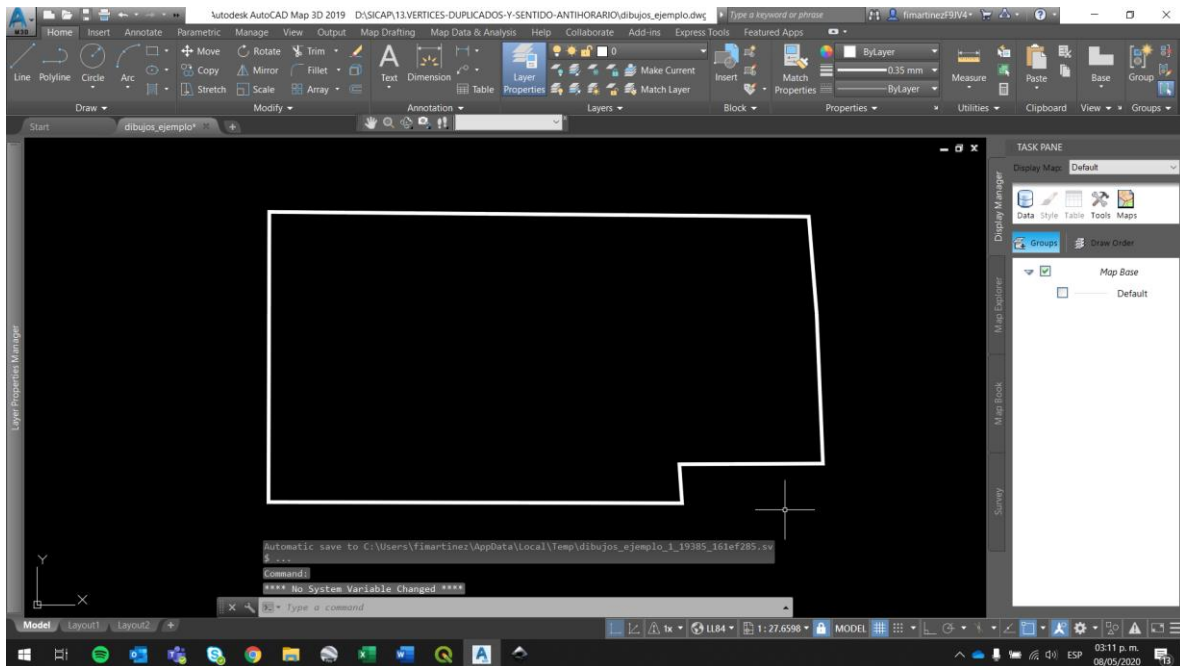 Autodesk AutoCAD Map 3D 2019 D:\SICAP\13.VERTICES-DUPLICADOS-Y-SENTIDO-ANTIHORARIO\dibujos_ejemplo.dwg Type a keyword or phrase fimartinezF9JV4
M3D Home Insert Annotate Parametric Manage View Output Map Drafting Map Data & Analysis Help Collaborate Add-ins Express Tools Featured Apps
Line Polyline Circle Arc
Move Rotate Trim
Copy Mirror Fillet
Stretch Scale Array
Text Dimension Table
Layer Properties
0
Make Current
Match Layer
Insert
Match Properties
ByLayer
0.35 mm
ByLayer
Measure Paste Base Group
Draw Modify Annotation Layers Block Properties Utilities Clipboard View Groups
Start dibujos_ejemplo*
TASK PANE
Display Map: Default
Data Style Table Tools Maps
Groups Draw Order
Map Base
Default
Display Manager
Map Explorer
Map Book
Survey
Layer Properties Manager
Automatic save to C:\Users\fimartinez\AppData\Local\Temp\dibujos_ejemplo_1_19385_161ef285.sv
$ ...
Command:
**** No System Variable Changed ****
Type a command
Y
X
Model Layout1 Layout2 +
1x LL84 1:27.6598 MODEL
ESP 03:11 p. m.
08/05/2020
13